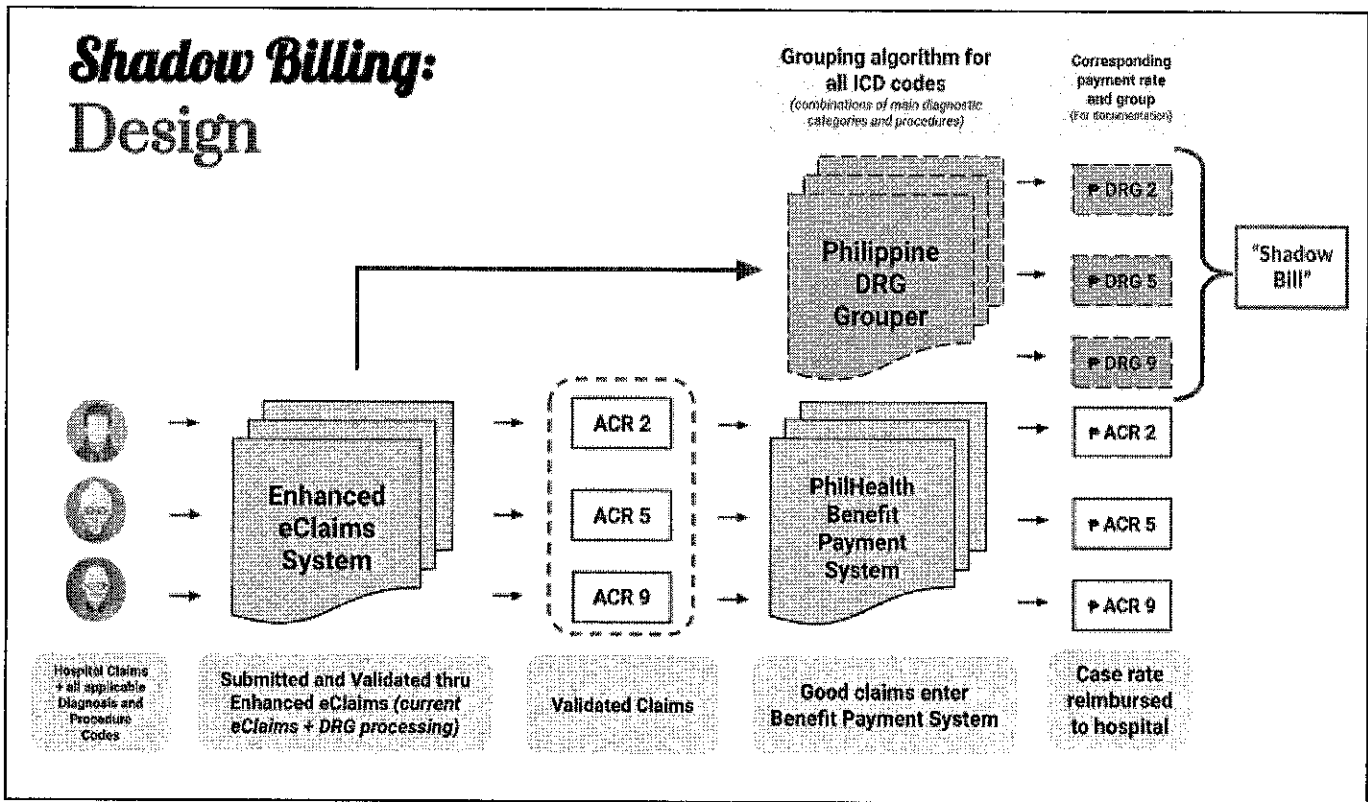 Shadow Billing:
Design
Grouping algorithm for
all ICD codes
(combinations of main diagnostic
categories and procedures)
Corresponding
payment rate
and group
(For documentation)
Philippine
DRG
Grouper
₱ DRG 2
₱ DRG 5
₱ DRG 9
"Shadow
Bill"
Enhanced
eClaims
System
ACR 2
ACR 5
ACR 9
PhilHealth
Benefit
Payment
System
₱ ACR 2
₱ ACR 5
₱ ACR 9
Hospital Claims
+ all applicable
Diagnosis and
Procedure
Codes
Submitted and Validated thru
Enhanced eClaims (current
eClaims + DRG processing)
Validated Claims
Good claims enter
Benefit Payment System
Case rate
reimbursed
to hospital